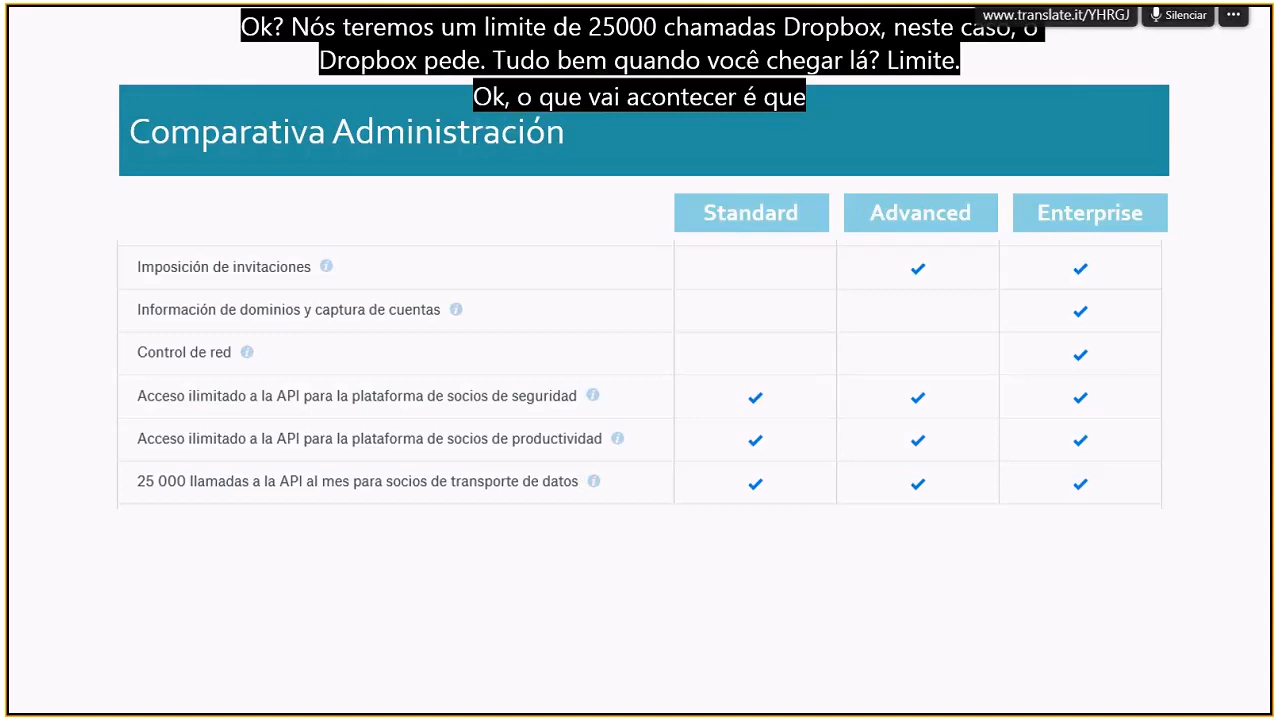 Ok? Nós teremos um limite de 25000 chamadas Dropbox, neste caso, o
Dropbox pede. Tudo bem quando você chegar lá? Limite.
Ok, o que vai acontecer é que
www.translate.it/YHRGJ
Silenciar
Comparativa Administración
Standard Advanced Enterprise
Imposición de invitaciones
Información de dominios y captura de cuentas
Control de red
Acceso ilimitado a la API para la plataforma de socios de seguridad
Acceso ilimitado a la API para la plataforma de socios de productividad
25 000 llamadas a la API al mes para socios de transporte de datos